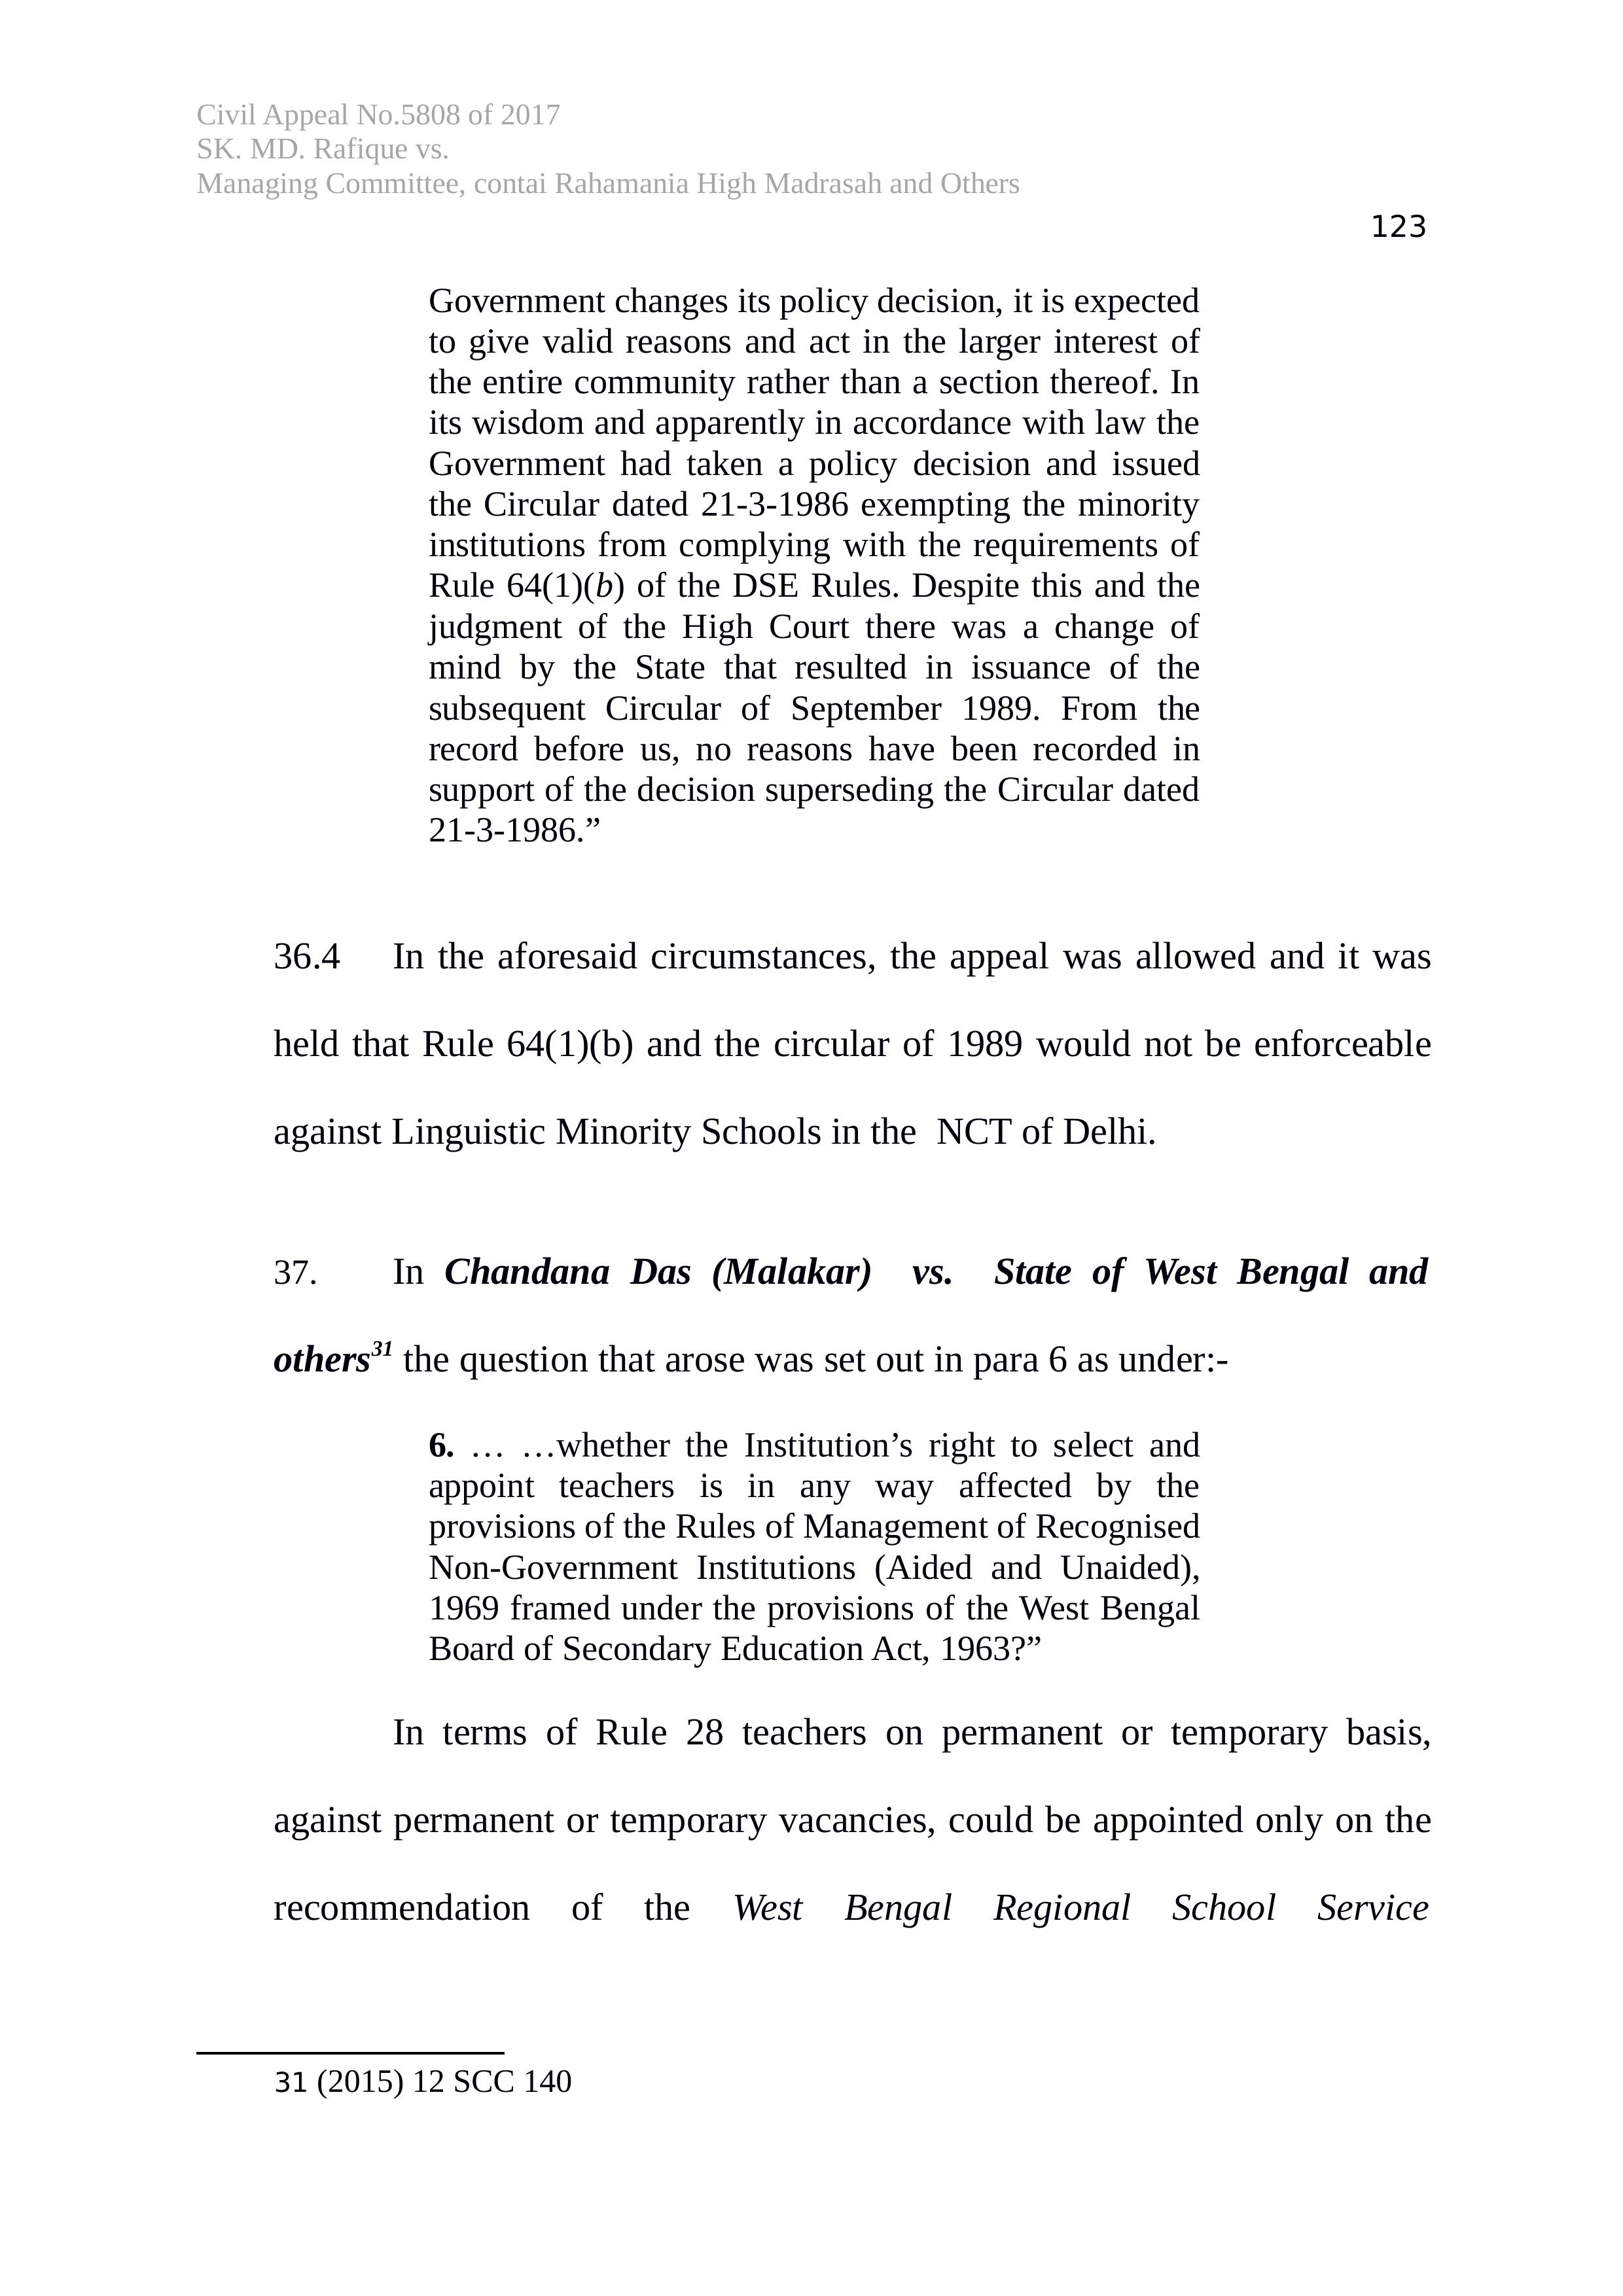 Civil Appeal No.5808 of 2017
SK. MD. Rafique vs.
Managing Committee, contai Rahamania High Madrasah and Others
123
Government changes its policy decision, it is expected
to give valid reasons and act in the larger interest of
the entire community rather than a section thereof. In
its wisdom and apparently in accordance with law the
Government had taken a policy decision and issued
the Circular dated 21-3-1986 exempting the minority
institutions from complying with the requirements of
Rule 64(1)(b) of the DSE Rules. Despite this and the
judgment of the High Court there was a change of
mind by the State that resulted in issuance of the
subsequent Circular of September 1989. From the
record before us, no reasons have been recorded in
support of the decision superseding the Circular dated
21-3-1986.”
36.4 In the aforesaid circumstances, the appeal was allowed and it was
held that Rule 64(1)(b) and the circular of 1989 would not be enforceable
against Linguistic Minority Schools in the NCT of Delhi.
37. In Chandana Das (Malakar) vs. State of West Bengal and
others31 the question that arose was set out in para 6 as under:-
6. … …whether the Institution’s right to select and
appoint teachers is in any way affected by the
provisions of the Rules of Management of Recognised
Non-Government Institutions (Aided and Unaided),
1969 framed under the provisions of the West Bengal
Board of Secondary Education Act, 1963?”
In terms of Rule 28 teachers on permanent or temporary basis,
against permanent or temporary vacancies, could be appointed only on the
recommendation of the West Bengal Regional School Service
31 (2015) 12 SCC 140